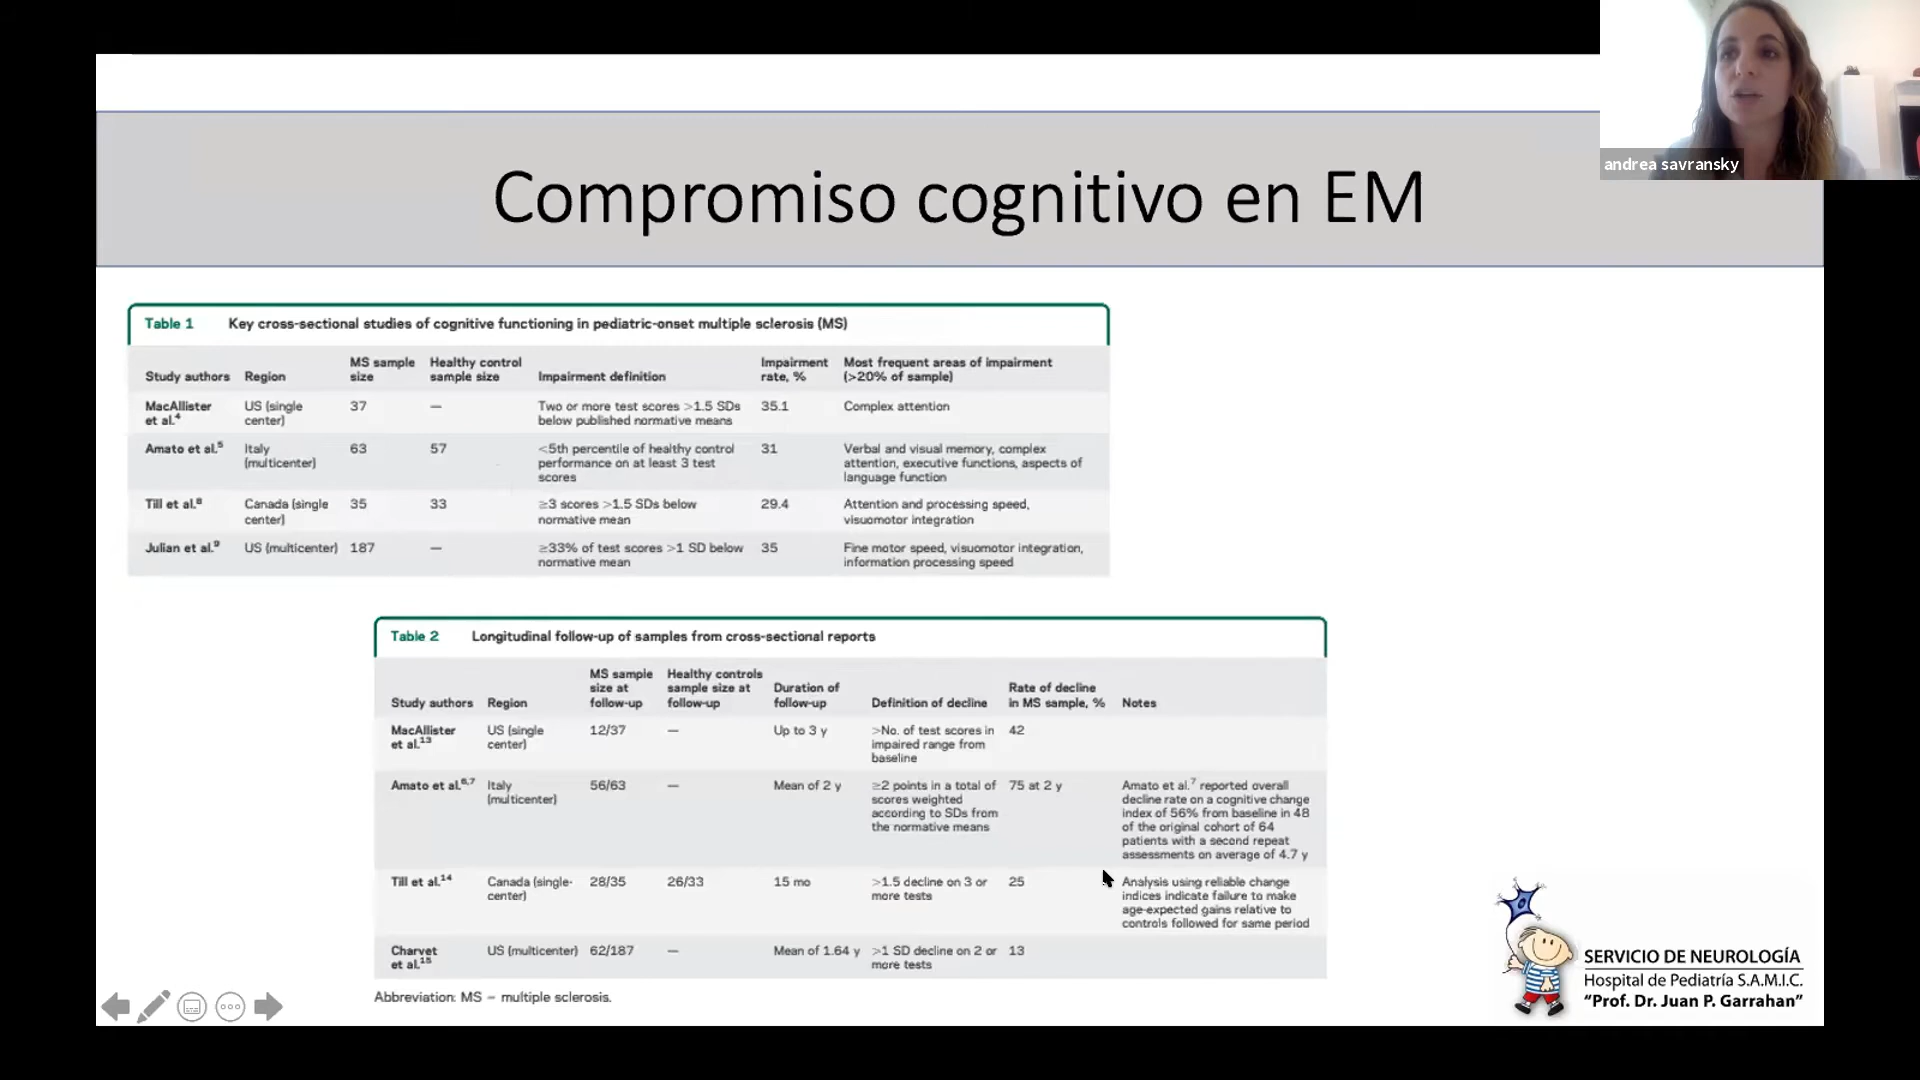 andrea savransky
Compromiso cognitivo en EM
Table 1 Key cross-sectional studies of cognitive functioning in pediatric-onset multiple sclerosis (MS)
Study authors Region MS sample size Healthy control sample size Impairment definition Impairment rate, % Most frequent areas of impairment (>20% of sample)
MacAllister et al.4 US (single center) 37 — Two or more test scores >1.5 SDs below published normative means 35.1 Complex attention
Amato et al.5 Italy (multicenter) 63 57 <5th percentile of healthy control performance on at least 3 test scores 31 Verbal and visual memory, complex attention, executive functions, aspects of language function
Till et al.8 Canada (single center) 35 33 ≥3 scores >1.5 SDs below normative mean 29.4 Attention and processing speed, visuomotor integration
Julian et al.9 US (multicenter) 187 — ≥33% of test scores >1 SD below normative mean 35 Fine motor speed, visuomotor integration, information processing speed
Table 2 Longitudinal follow-up of samples from cross-sectional reports
Study authors Region MS sample size at follow-up Healthy controls sample size at follow-up Duration of follow-up Definition of decline Rate of decline in MS sample, % Notes
MacAllister et al.13 US (single center) 12/37 — Up to 3 y >No. of test scores in impaired range from baseline 42
Amato et al.6,7 Italy (multicenter) 56/63 — Mean of 2 y ≥2 points in a total of scores weighted according to SDs from the normative means 75 at 2 y Amato et al.7 reported overall decline rate on a cognitive change index of 56% from baseline in 48 of the original cohort of 64 patients with a second repeat assessments on average of 4.7 y
Till et al.14 Canada (single-center) 28/35 26/33 15 mo >1.5 decline on 3 or more tests 25 Analysis using reliable change indices indicate failure to make age-expected gains relative to controls followed for same period
Charvet et al.15 US (multicenter) 62/187 — Mean of 1.64 y >1 SD decline on 2 or more tests 13
Abbreviation: MS = multiple sclerosis.
SERVICIO DE NEUROLOGÍA
Hospital de Pediatría S.A.M.I.C.
“Prof. Dr. Juan P. Garrahan”